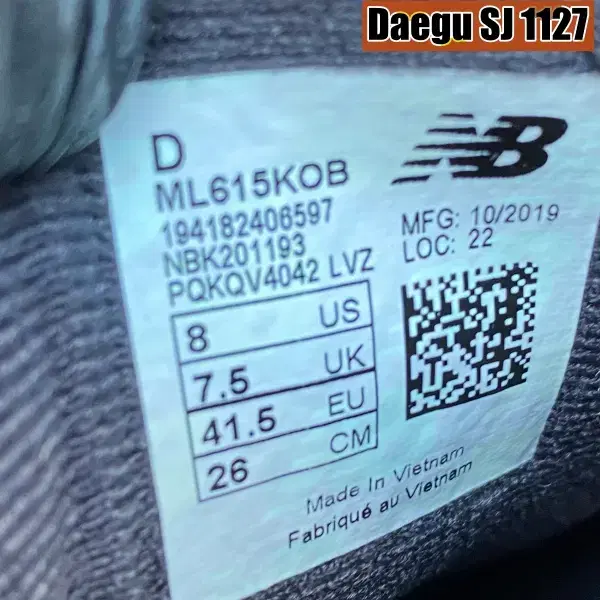 Daegu SJ 1127
D
NB
ML615KOB
194182406597
NBK201193
PQKQV4042 LVZ
MFG: 10/2019
LOC: 22
8 US
7.5 UK
41.5 EU
26 CM
Made In Vietnam
Fabriqué au Vietnam